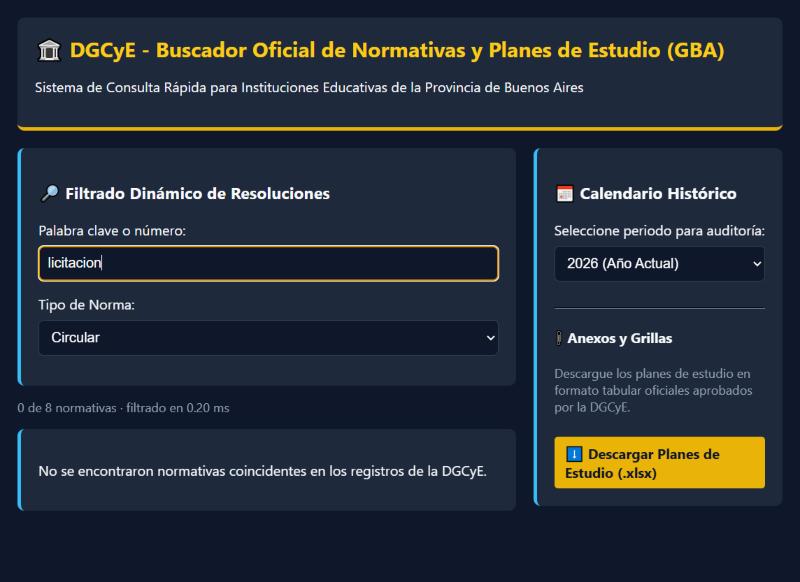 DGCyE - Buscador Oficial de Normativas y Planes de Estudio (GBA)
Sistema de Consulta Rápida para Instituciones Educativas de la Provincia de Buenos Aires
Filtrado Dinámico de Resoluciones
Palabra clave o número:
licitacion
Tipo de Norma:
Circular
0 de 8 normativas · filtrado en 0.20 ms
No se encontraron normativas coincidentes en los registros de la DGCyE.
Calendario Histórico
Seleccione periodo para auditoría:
2026 (Año Actual)
Anexos y Grillas
Descargue los planes de estudio en
formato tabular oficiales aprobados
por la DGCyE.
Descargar Planes de
Estudio (.xlsx)